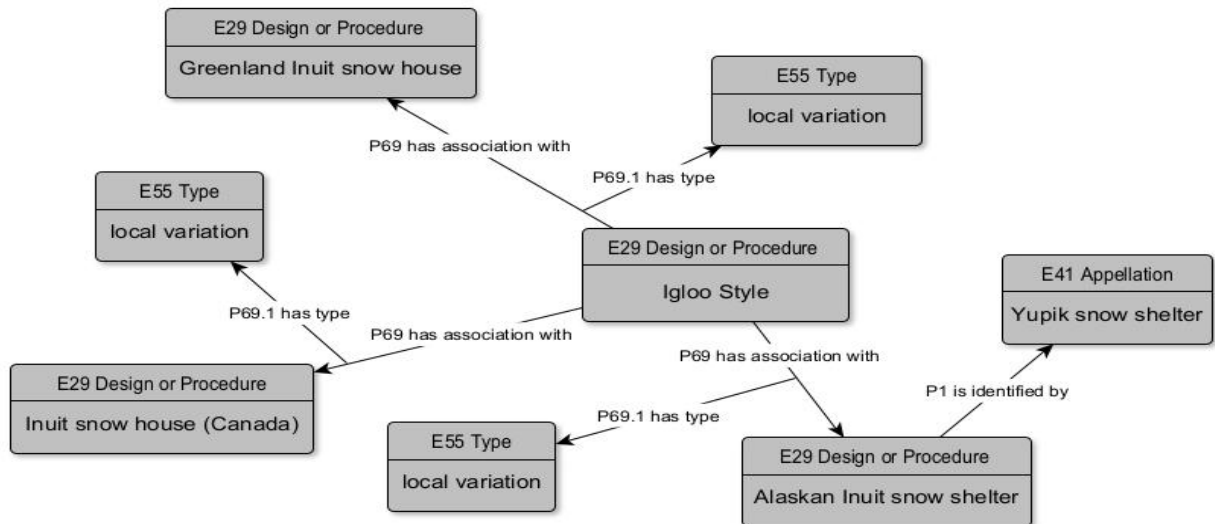 E29 Design or Procedure
Greenland Inuit snow house
E55 Type
local variation
P69 has association with
P69.1 has type
E55 Type
local variation
E29 Design or Procedure
Igloo Style
E41 Appellation
Yupik snow shelter
P69.1 has type
P69 has association with
P69 has association with
E29 Design or Procedure
Inuit snow house (Canada)
P1 is identified by
P69.1 has type
E55 Type
local variation
E29 Design or Procedure
Alaskan Inuit snow shelter